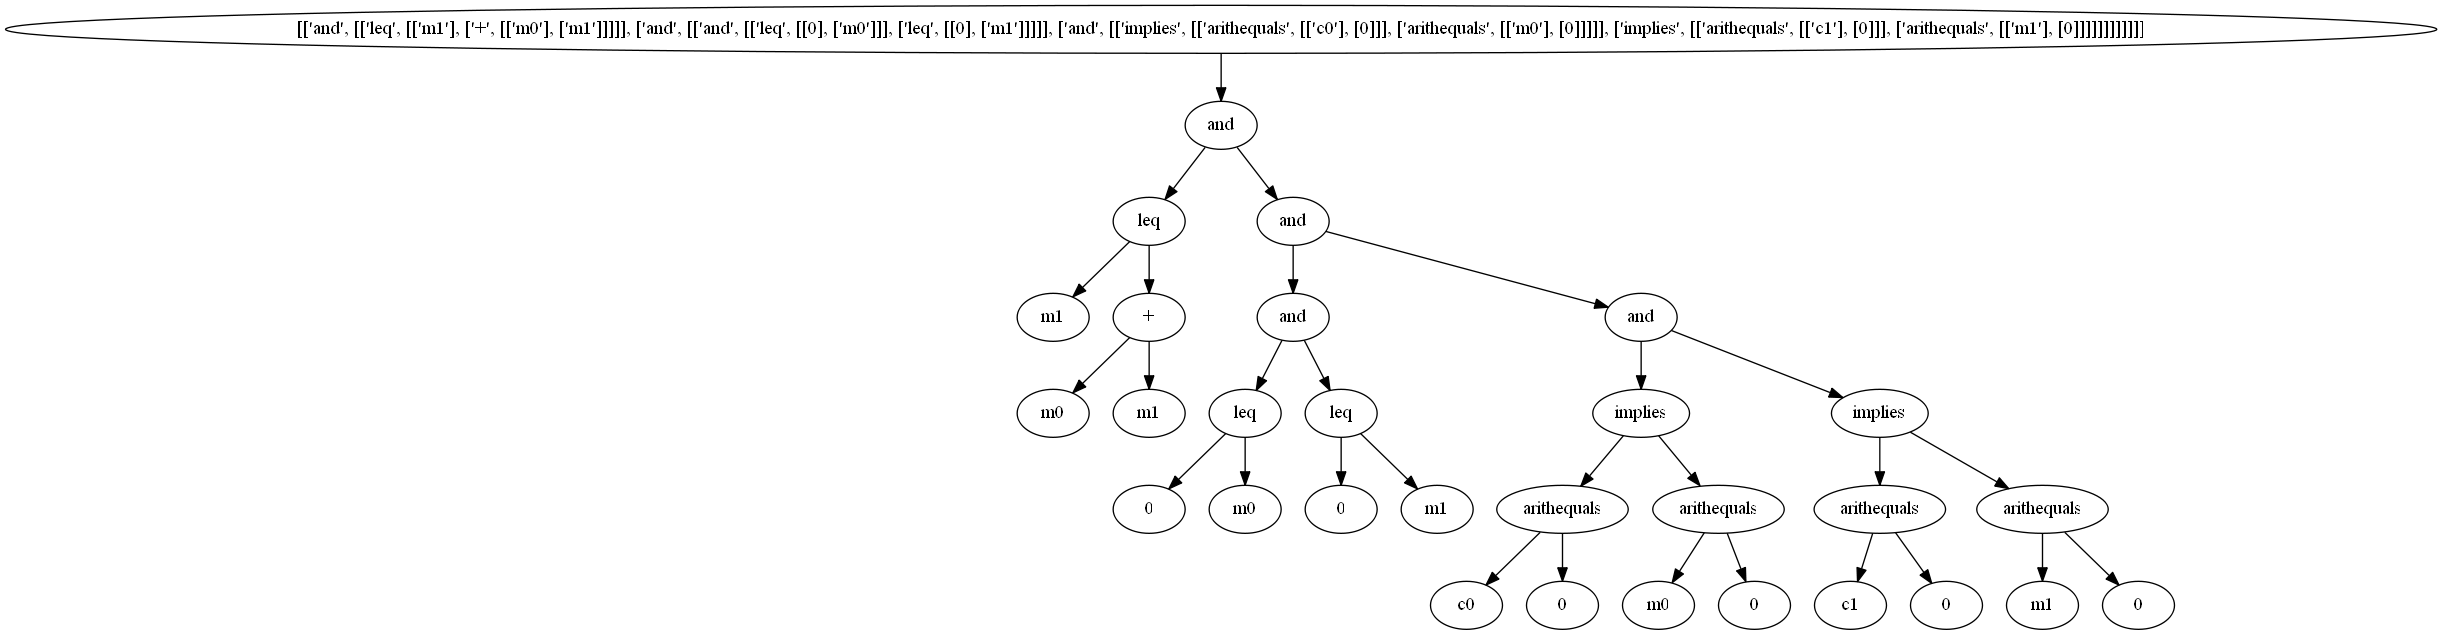 [['and', [['leq', [['m1'], ['+', [['m0'], ['m1']]]]], ['and', [['and', [['leq', [[0], ['m0']]], ['leq', [[0], ['m1']]]]], ['and', [['implies', [['arithequals', [['c0'], [0]]], ['arithequals', [['m0'], [0]]]]], ['implies', [['arithequals', [['c1'], [0]]], ['arithequals', [['m1'], [0]]]]]]]]]]]
and
leq and
m1 + and and
m0 m1 leq leq implies implies
0 m0 0 m1 arithequals arithequals arithequals arithequals
c0 0 m0 0 c1 0 m1 0